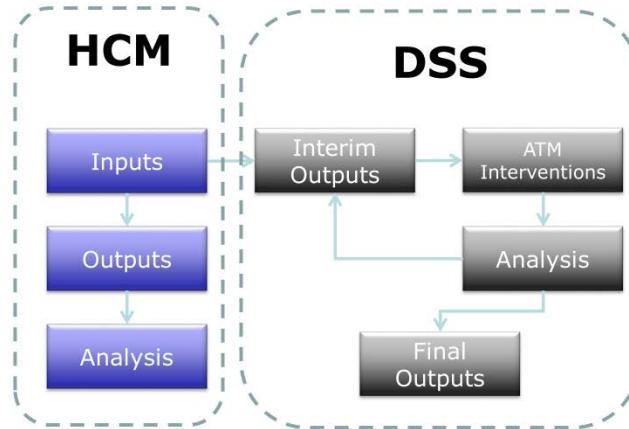 HCM
Inputs
Outputs
Analysis
DSS
Interim
Outputs
ATM
Interventions
Analysis
Final
Outputs